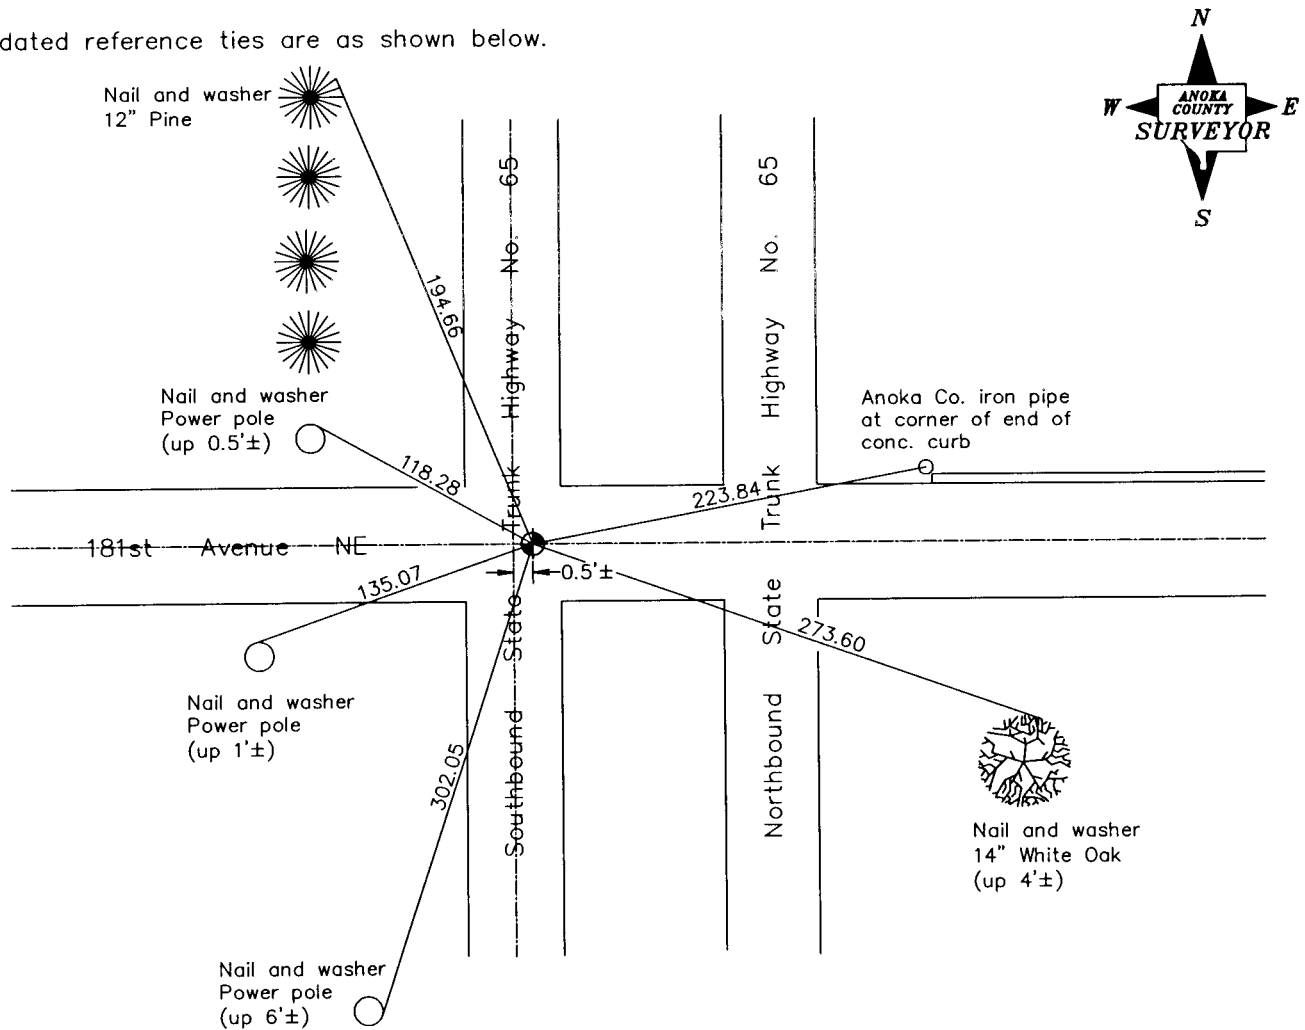 dated reference ties are as shown below.
N
W
ANOKA
COUNTY
E
SURVEYOR
S
Nail and washer
12" Pine
194.66
Southbound State Trunk Highway No. 65
Northbound State Trunk Highway No. 65
Nail and washer
Power pole
(up 0.5'±)
118.28
Anoka Co. iron pipe
at corner of end of
conc. curb
223.84
181st Avenue NE
0.5'±
135.07
273.60
Nail and washer
Power pole
(up 1'±)
302.05
Nail and washer
14" White Oak
(up 4'±)
Nail and washer
Power pole
(up 6'±)